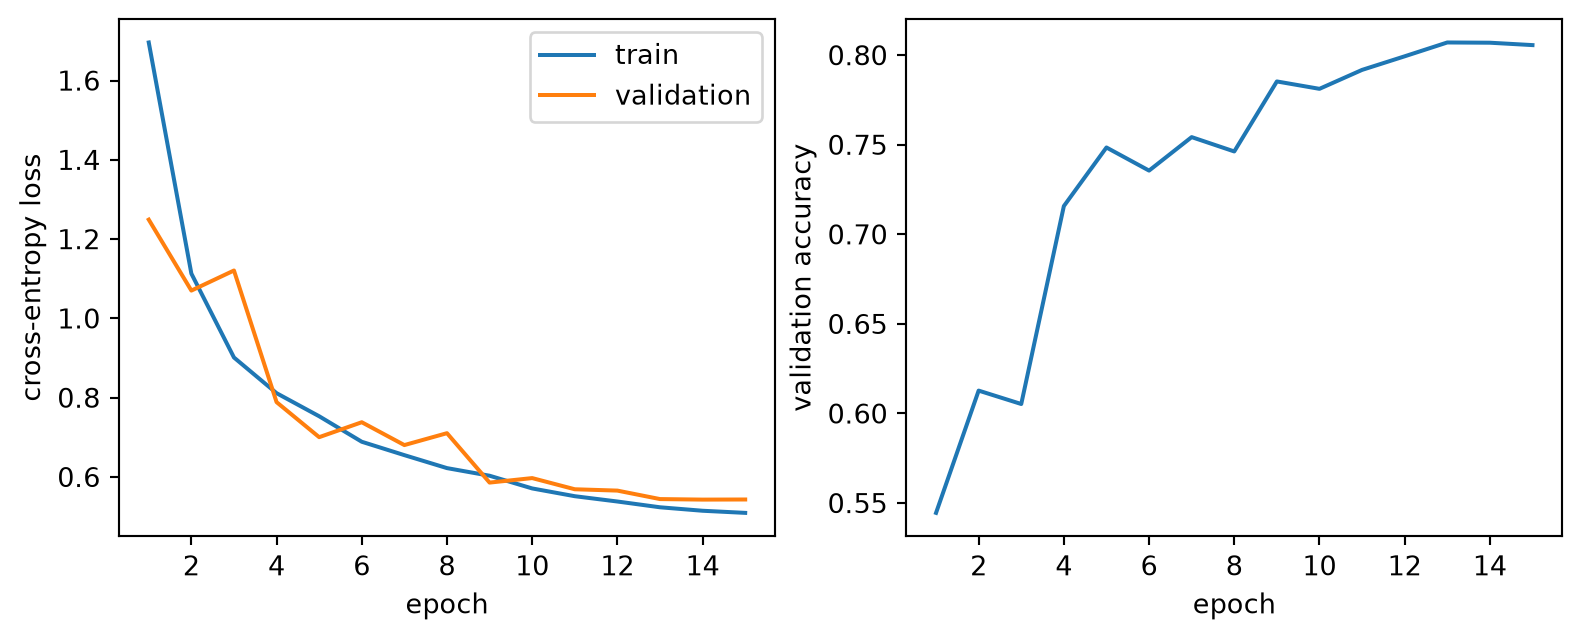 train
validation
1.6
1.4
1.2
1.0
0.8
0.6
cross-entropy loss
2 4 6 8 10 12 14
epoch
0.80
0.75
0.70
0.65
0.60
0.55
validation accuracy
2 4 6 8 10 12 14
epoch